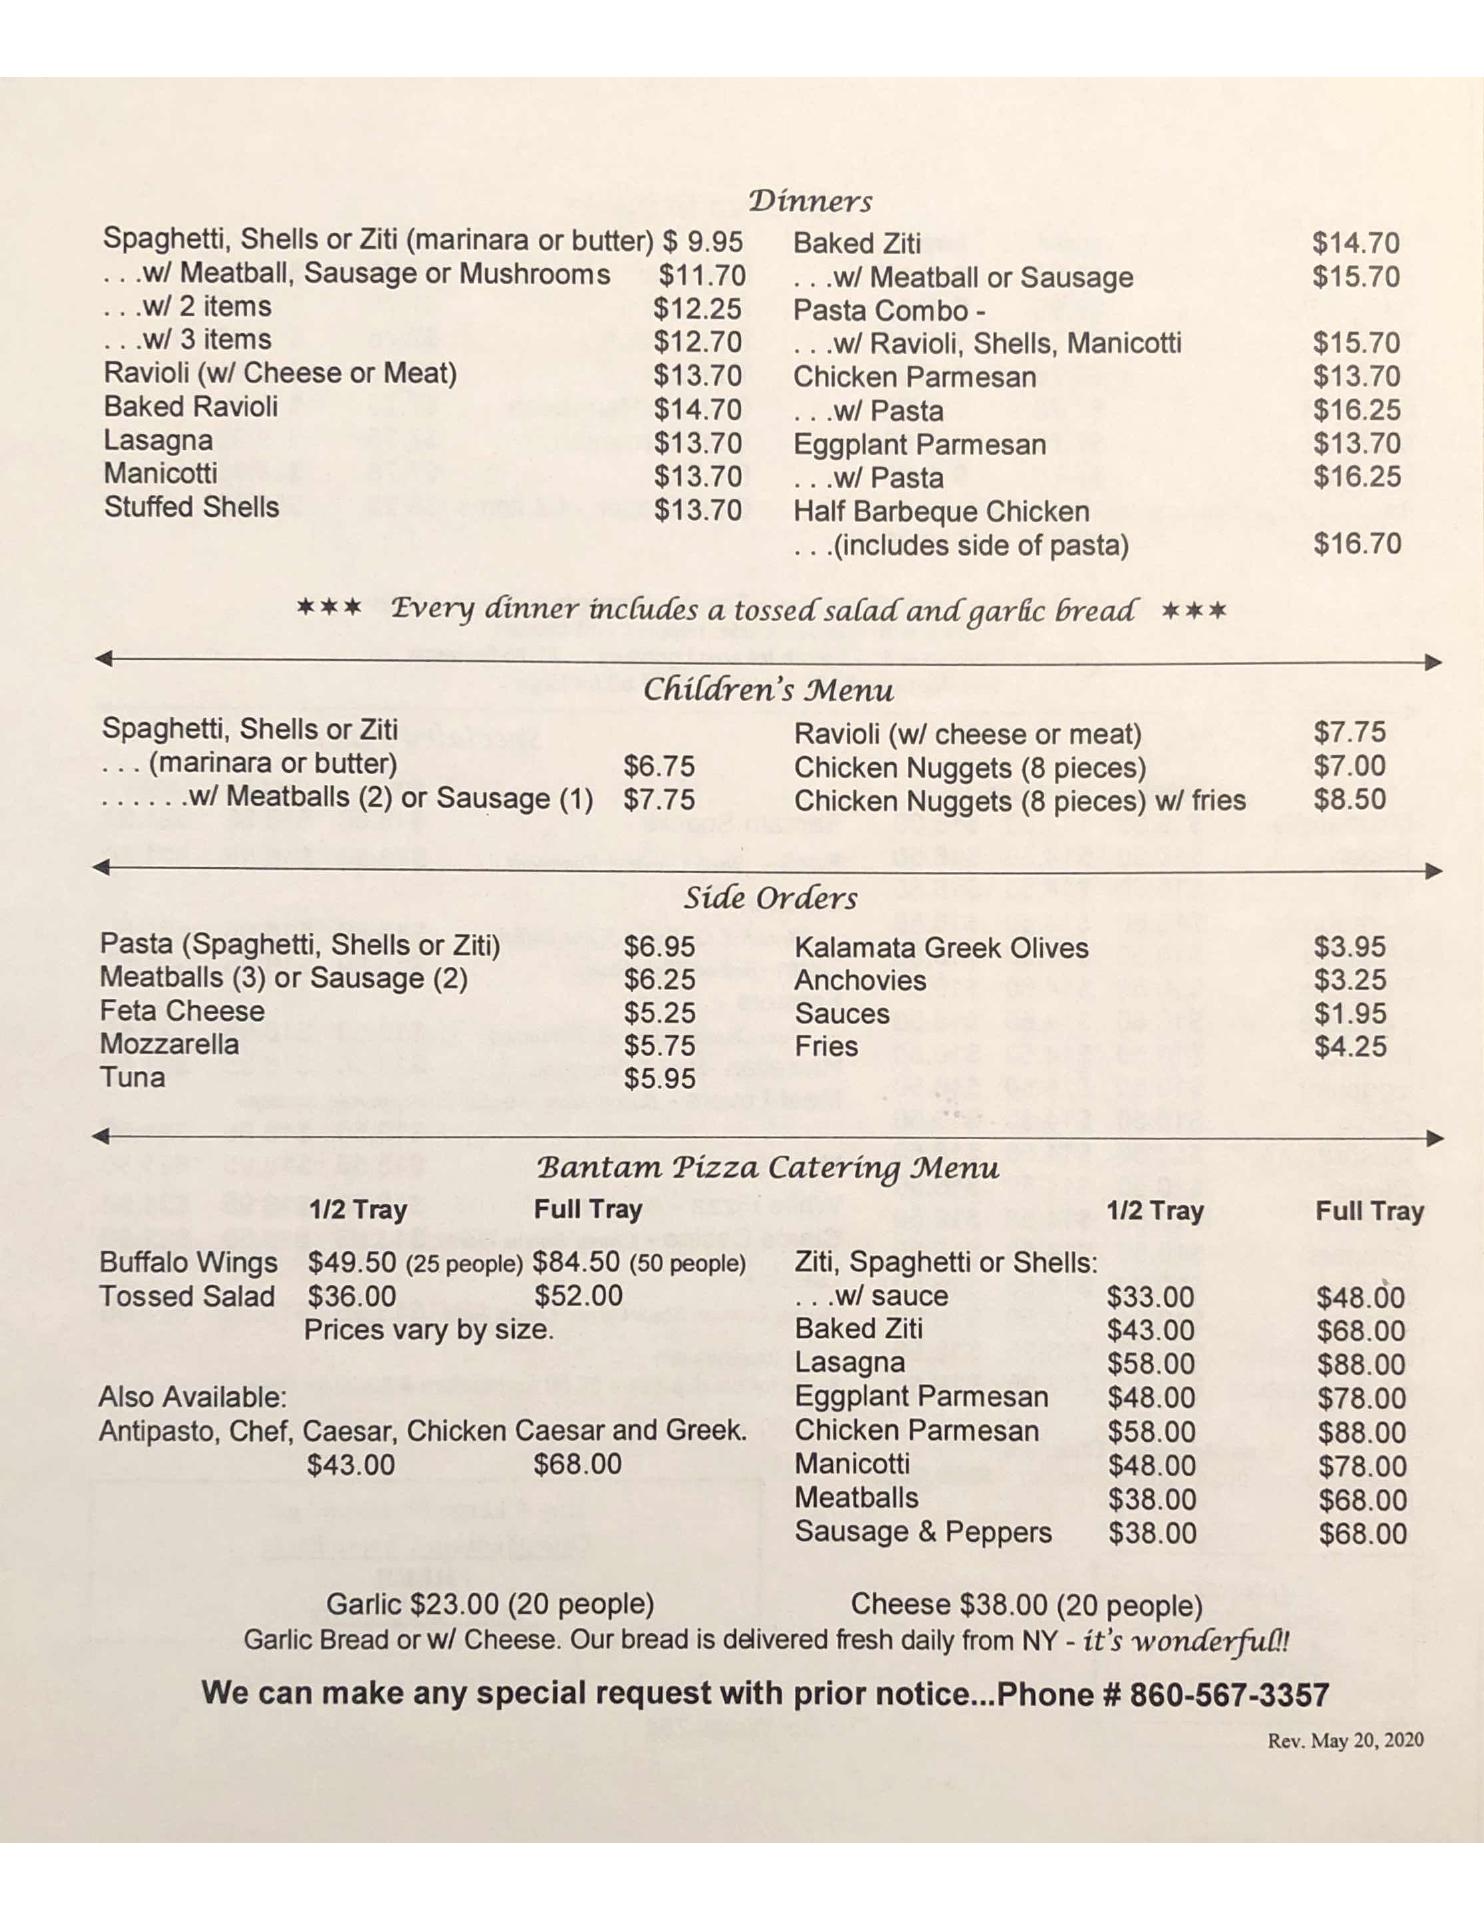 Dinners
Spaghetti, Shells or Ziti (marinara or butter) $ 9.95
. . .w/ Meatball, Sausage or Mushrooms $11.70
. . .w/ 2 items $12.25
. . .w/ 3 items $12.70
Ravioli (w/ Cheese or Meat) $13.70
Baked Ravioli $14.70
Lasagna $13.70
Manicotti $13.70
Stuffed Shells $13.70
Baked Ziti $14.70
. . .w/ Meatball or Sausage $15.70
Pasta Combo -
. . .w/ Ravioli, Shells, Manicotti $15.70
Chicken Parmesan $13.70
. . .w/ Pasta $16.25
Eggplant Parmesan $13.70
. . .w/ Pasta $16.25
Half Barbeque Chicken
. . .(includes side of pasta) $16.70
*** Every dinner includes a tossed salad and garlic bread ***
Children's Menu
Spaghetti, Shells or Ziti
. . . (marinara or butter) $6.75
. . . . . .w/ Meatballs (2) or Sausage (1) $7.75
Ravioli (w/ cheese or meat) $7.75
Chicken Nuggets (8 pieces) $7.00
Chicken Nuggets (8 pieces) w/ fries $8.50
Side Orders
Pasta (Spaghetti, Shells or Ziti) $6.95
Meatballs (3) or Sausage (2) $6.25
Feta Cheese $5.25
Mozzarella $5.75
Tuna $5.95
Kalamata Greek Olives $3.95
Anchovies $3.25
Sauces $1.95
Fries $4.25
Bantam Pizza Catering Menu
1/2 Tray Full Tray
Buffalo Wings $49.50 (25 people) $84.50 (50 people)
Tossed Salad $36.00 $52.00
Prices vary by size.
Also Available:
Antipasto, Chef, Caesar, Chicken Caesar and Greek.
$43.00 $68.00
1/2 Tray Full Tray
Ziti, Spaghetti or Shells:
. . .w/ sauce $33.00 $48.00
Baked Ziti $43.00 $68.00
Lasagna $58.00 $88.00
Eggplant Parmesan $48.00 $78.00
Chicken Parmesan $58.00 $88.00
Manicotti $48.00 $78.00
Meatballs $38.00 $68.00
Sausage & Peppers $38.00 $68.00
Garlic $23.00 (20 people) Cheese $38.00 (20 people)
Garlic Bread or w/ Cheese. Our bread is delivered fresh daily from NY - it's wonderful!
We can make any special request with prior notice...Phone # 860-567-3357
Rev. May 20, 2020